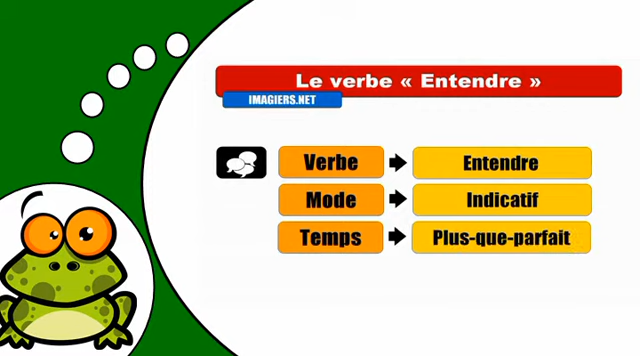 Le verbe « Entendre »
IMAGIERS.NET
Verbe Entendre
Mode Indicatif
Temps Plus-que-parfait